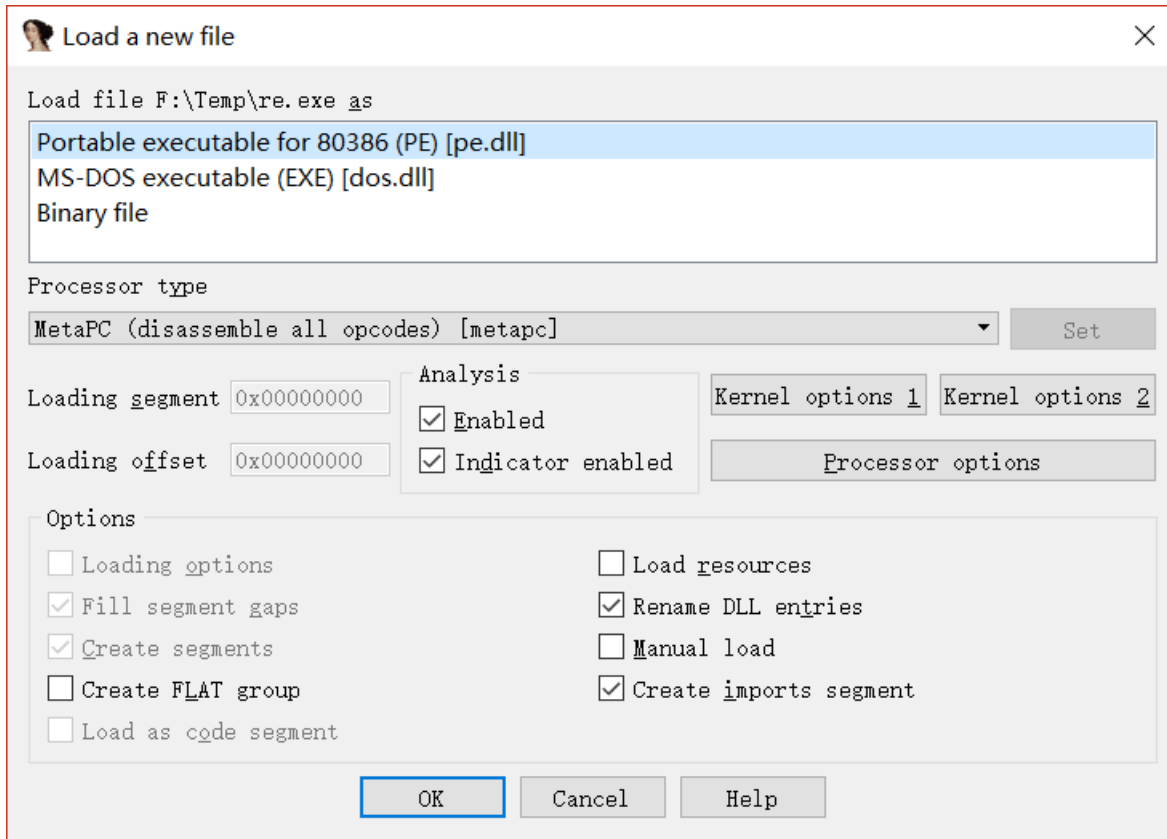 Load a new file
Load file F:\Temp\re.exe as
Portable executable for 80386 (PE) [pe.dll]
MS-DOS executable (EXE) [dos.dll]
Binary file
Processor type
MetaPC (disassemble all opcodes) [metapc]
Set
Loading segment 0x00000000
Loading offset 0x00000000
Analysis
Enabled
Indicator enabled
Kernel options 1
Kernel options 2
Processor options
Options
Loading options
Fill segment gaps
Create segments
Create FLAT group
Load as code segment
Load resources
Rename DLL entries
Manual load
Create imports segment
OK
Cancel
Help